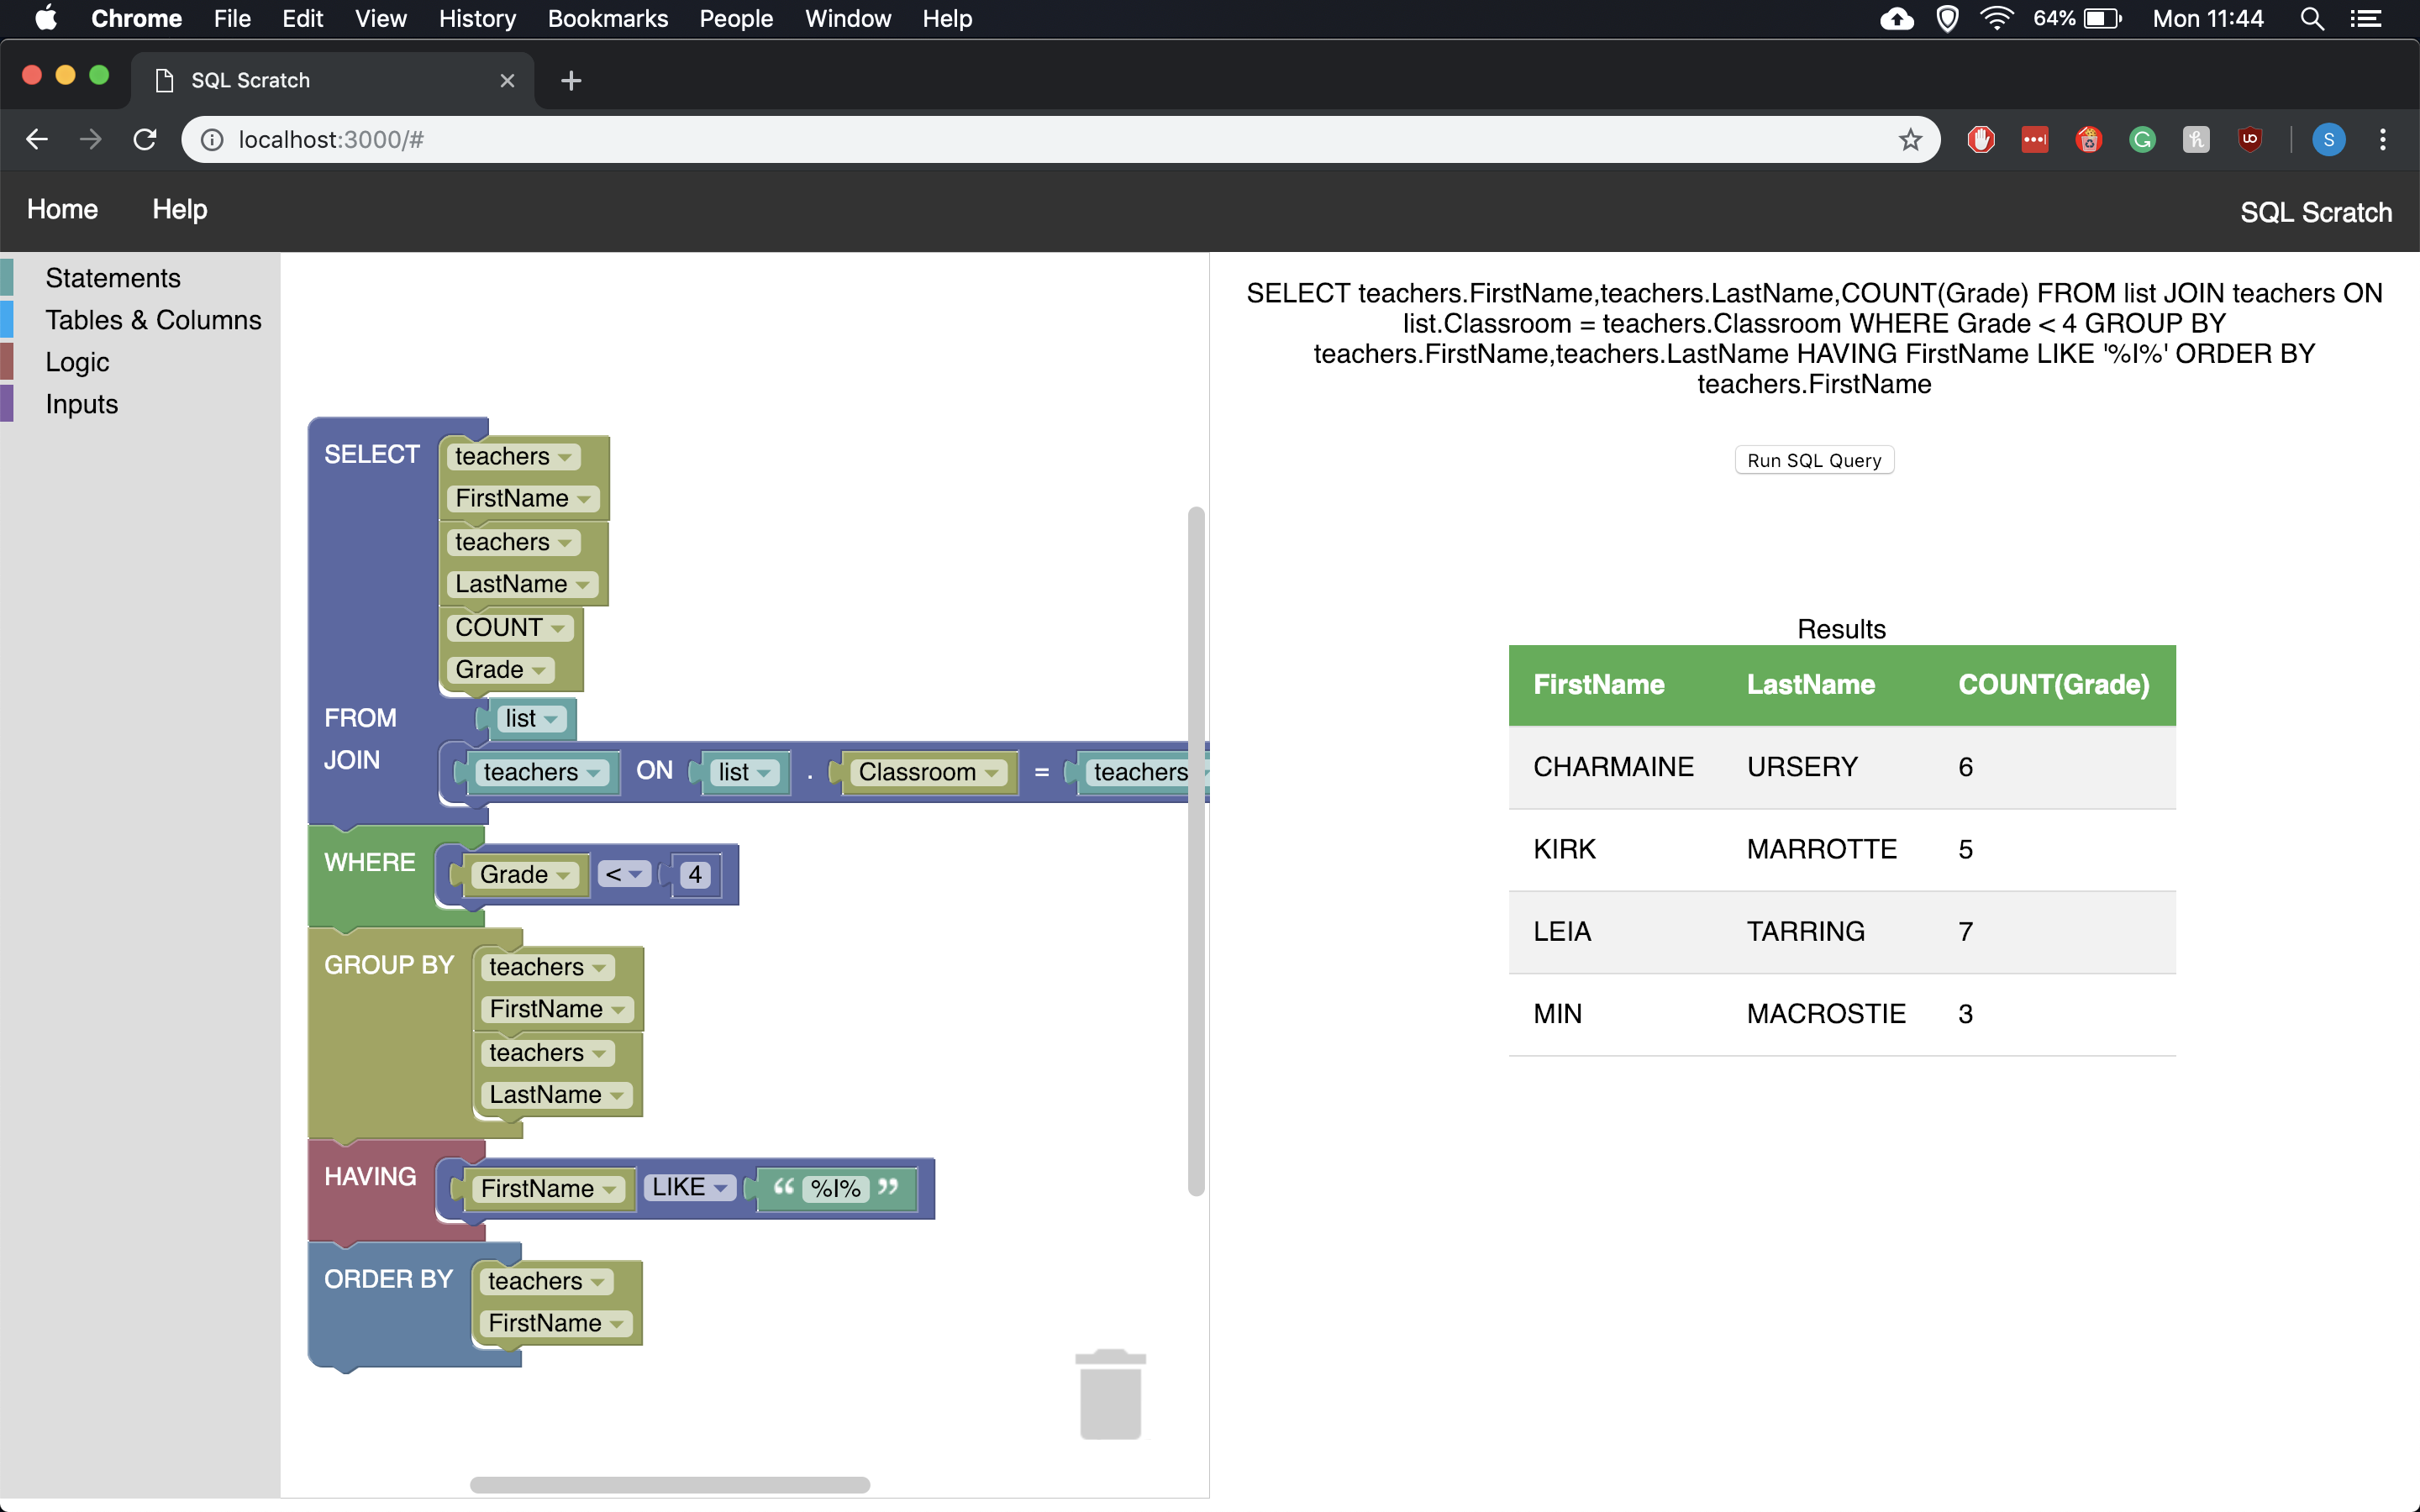 Chrome File Edit View History Bookmarks People Window Help 64% Mon 11:44
SQL Scratch
localhost:3000/#
S
Home Help SQL Scratch
Statements
Tables & Columns
Logic
Inputs
SELECT teachers
FirstName
teachers
LastName
COUNT
Grade
FROM list
JOIN teachers ON list . Classroom = teachers
WHERE Grade < 4
GROUP BY teachers
FirstName
teachers
LastName
HAVING FirstName LIKE “ %I% ”
ORDER BY teachers
FirstName
SELECT teachers.FirstName,teachers.LastName,COUNT(Grade) FROM list JOIN teachers ON
list.Classroom = teachers.Classroom WHERE Grade < 4 GROUP BY
teachers.FirstName,teachers.LastName HAVING FirstName LIKE '%I%' ORDER BY
teachers.FirstName
Run SQL Query
Results
FirstName LastName COUNT(Grade)
CHARMAINE URSERY 6
KIRK MARROTTE 5
LEIA TARRING 7
MIN MACROSTIE 3